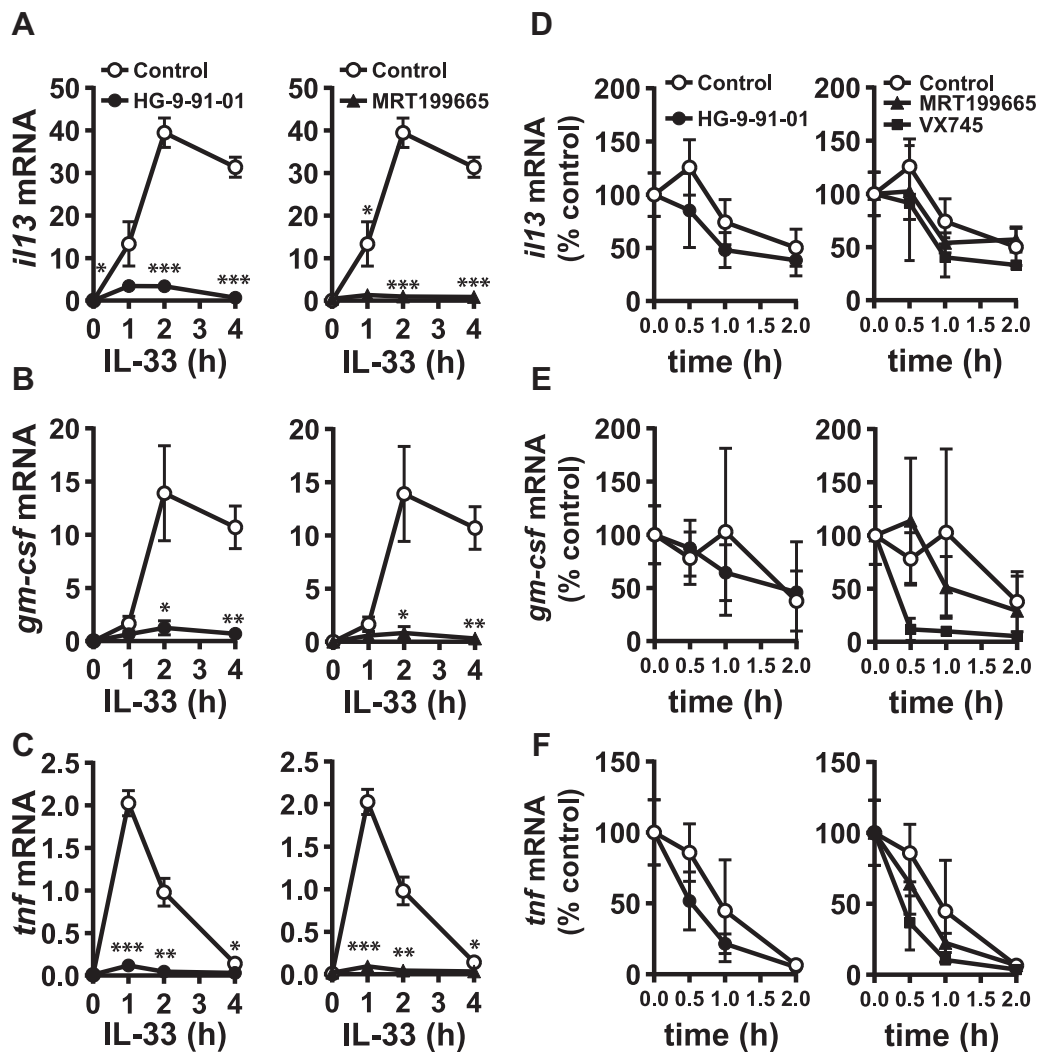 A
Control
HG-9-91-01
il13 mRNA
50
40
30
20
10
0
*
***
***
0 1 2 3 4
IL-33 (h)
Control
MRT199665
50
40
30
20
10
0
*
***
***
0 1 2 3 4
IL-33 (h)
D
Control
HG-9-91-01
il13 mRNA
(% control)
200
150
100
50
0
0.0 0.5 1.0 1.5 2.0
time (h)
Control
MRT199665
VX745
200
150
100
50
0
0.0 0.5 1.0 1.5 2.0
time (h)
B
gm-csf mRNA
20
15
10
5
0
*
**
0 1 2 3 4
IL-33 (h)
20
15
10
5
0
*
**
0 1 2 3 4
IL-33 (h)
E
gm-csf mRNA
(% control)
200
150
100
50
0
0.0 0.5 1.0 1.5 2.0
time (h)
200
150
100
50
0
0.0 0.5 1.0 1.5 2.0
time (h)
C
tnf mRNA
2.5
2.0
1.5
1.0
0.5
0.0
***
**
*
0 1 2 3 4
IL-33 (h)
2.5
2.0
1.5
1.0
0.5
0.0
***
**
*
0 1 2 3 4
IL-33 (h)
F
tnf mRNA
(% control)
150
100
50
0
0.0 0.5 1.0 1.5 2.0
time (h)
150
100
50
0
0.0 0.5 1.0 1.5 2.0
time (h)